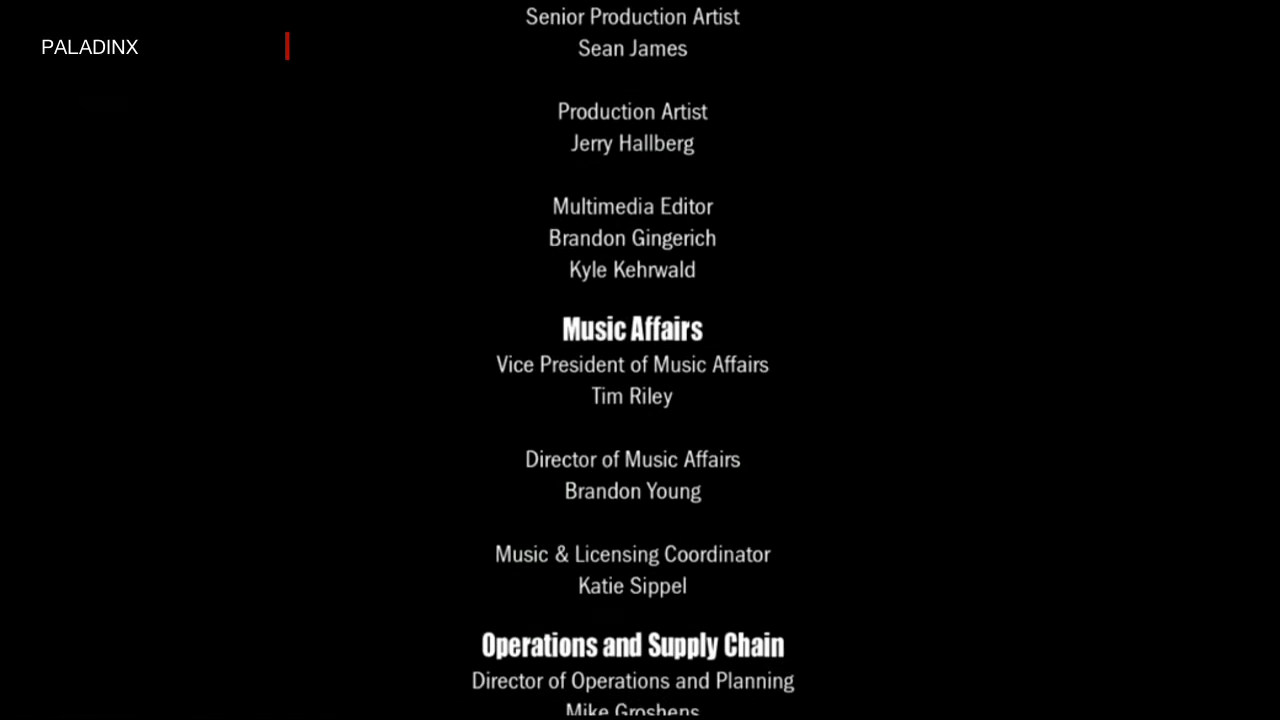 Senior Production Artist
PALADINX
Sean James
Production Artist
Jerry Hallberg
Multimedia Editor
Brandon Gingerich
Kyle Kehrwald
Music Affairs
Vice President of Music Affairs
Tim Riley
Director of Music Affairs
Brandon Young
Music & Licensing Coordinator
Katie Sippel
Operations and Supply Chain
Director of Operations and Planning
Mike Groshens